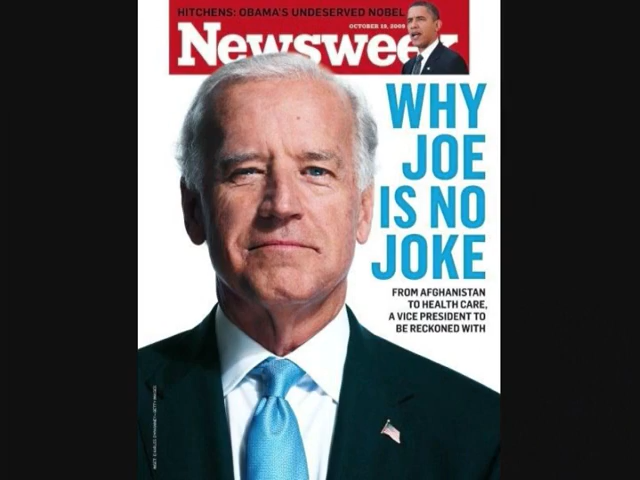 HITCHENS: OBAMA'S UNDESERVED NOBEL
OCTOBER 19, 2009
Newsweek
WHY
JOE
IS NO
JOKE
FROM AFGHANISTAN
TO HEALTH CARE,
A VICE PRESIDENT TO
BE RECKONED WITH